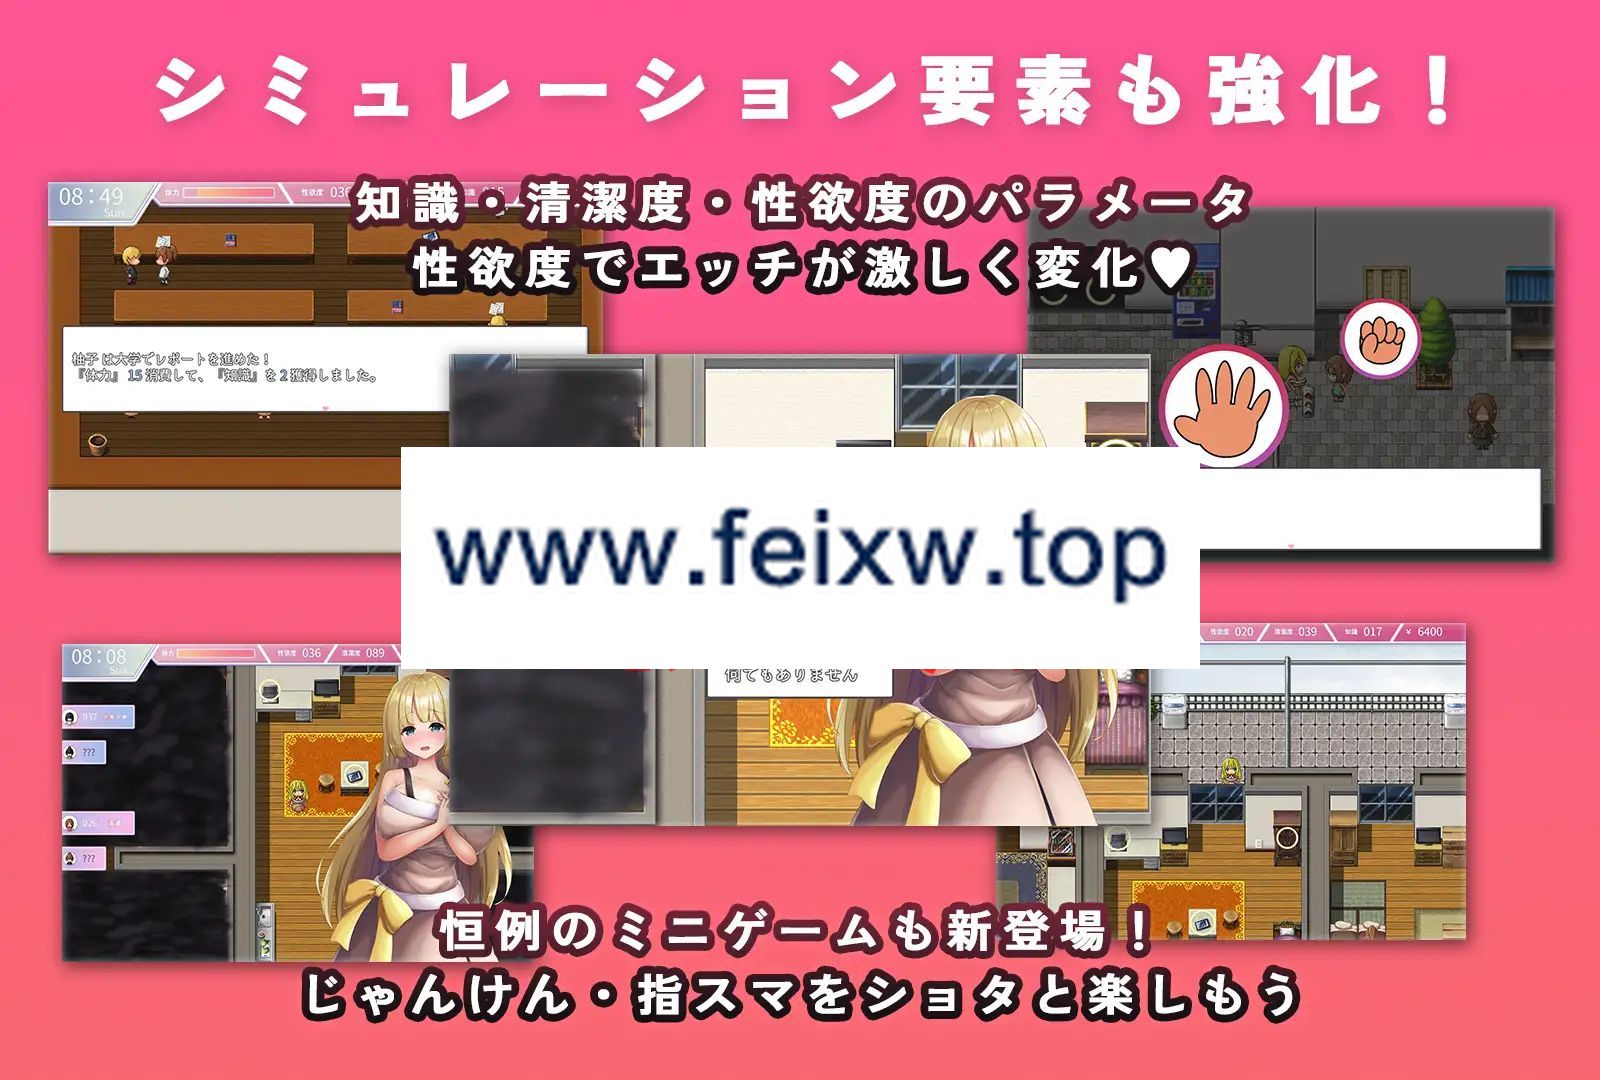 シミュレーション要素も強化！
知識・清潔度・性欲度のパラメータ
性欲度でエッチが激しく変化♥
08:49
Sun
体力
性欲度 036
柚子 は大学でレポートを進めた！
『体力』 15 消費して、『知識』を 2 獲得しました。
www.feixw.top
何でもありません
08:08
Sun
体力
性欲度 036
清潔度 089
037
???
026
???
性欲度 020
清潔度 039
知識 017
¥ 6400
恒例のミニゲームも新登場！
じゃんけん・指スマをショタと楽しもう